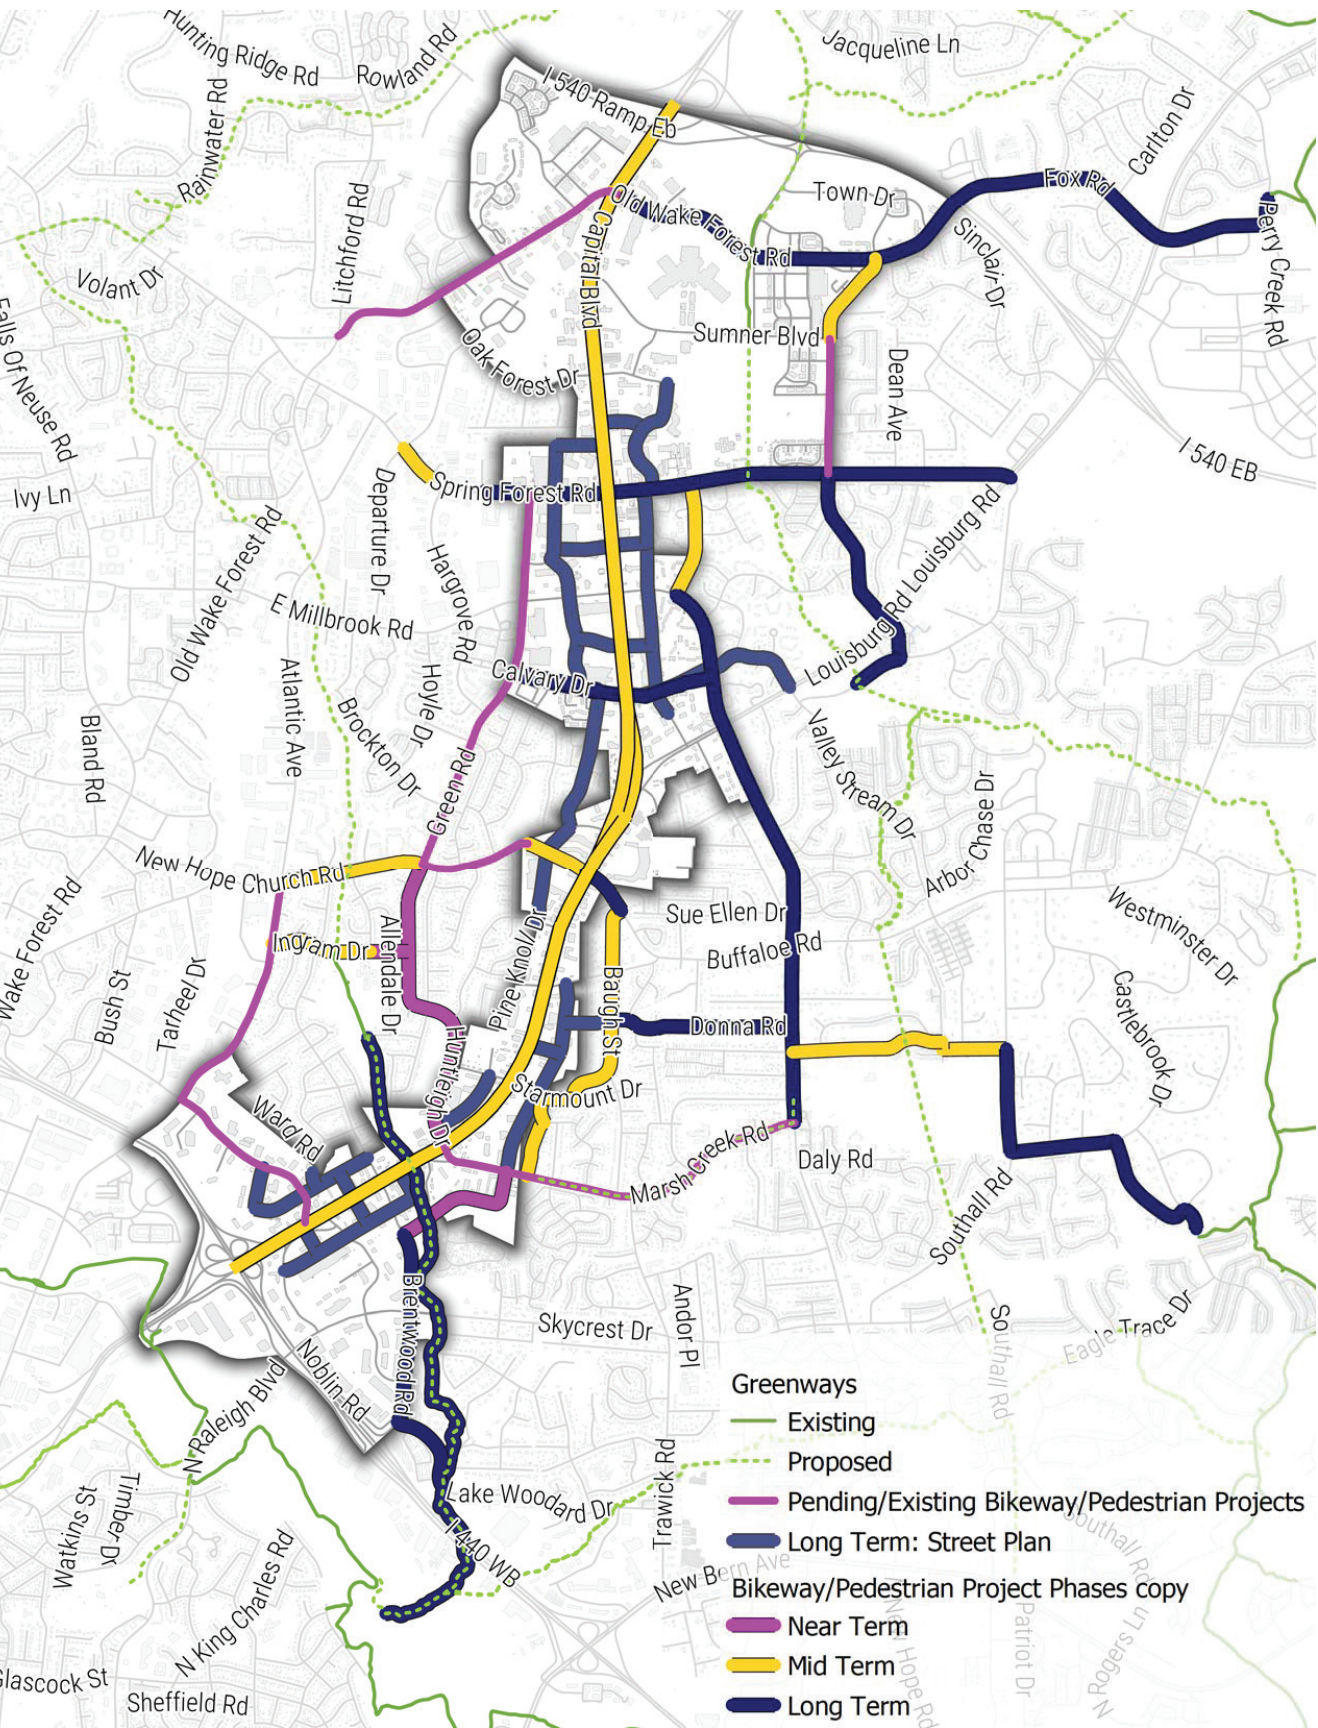 Hunting Ridge Rd
Rowland Rd
Jacqueline Ln
I 540 Ramp Eb
Carlton Dr
Rainwater Rd
Litchford Rd
Old Wake Forest Rd
Town Dr
Fox Rd
Perry Creek Rd
Sinclair Dr
Volant Dr
Capital Blvd
Falls Of Neuse Rd
Oak Forest Dr
Sumner Blvd
Dean Ave
I 540 EB
Ivy Ln
Departure Dr
Spring Forest Rd
Louisburg Rd
Louisburg Rd
Old Wake Forest Rd
Hargrove Rd
E Millbrook Rd
Calvary Dr
Atlantic Ave
Hoyle Dr
Brockton Dr
Bland Rd
Green Rd
Valley Stream Dr
Arbor Chase Dr
New Hope Church Rd
Wake Forest Rd
Sue Ellen Dr
Buffaloe Rd
Westminster Dr
Allendale Dr
Ingram Dr
Pine Knoll Dr
Baugh St
Bush St
Tarheel Dr
Donna Rd
Castlebrook Dr
Huntleigh Dr
Starmount Dr
Ward Rd
Marsh Creek Rd
Daly Rd
Southall Rd
Brentwood Rd
Skycrest Dr
Andor Pl
Southall Rd
Eagle Trace Dr
Noblin Rd
N Raleigh Blvd
Greenways
Existing
Proposed
Pending/Existing Bikeway/Pedestrian Projects
Long Term: Street Plan
Bikeway/Pedestrian Project Phases copy
Near Term
Mid Term
Long Term
Trawick Rd
Lake Woodard Dr
I 440 WB
Watkins St
Timber Dr
New Bern Ave
Southall Rd
N King Charles Rd
New Hope Rd
Patriot Dr
N Rogers Ln
Glascock St
Sheffield Rd